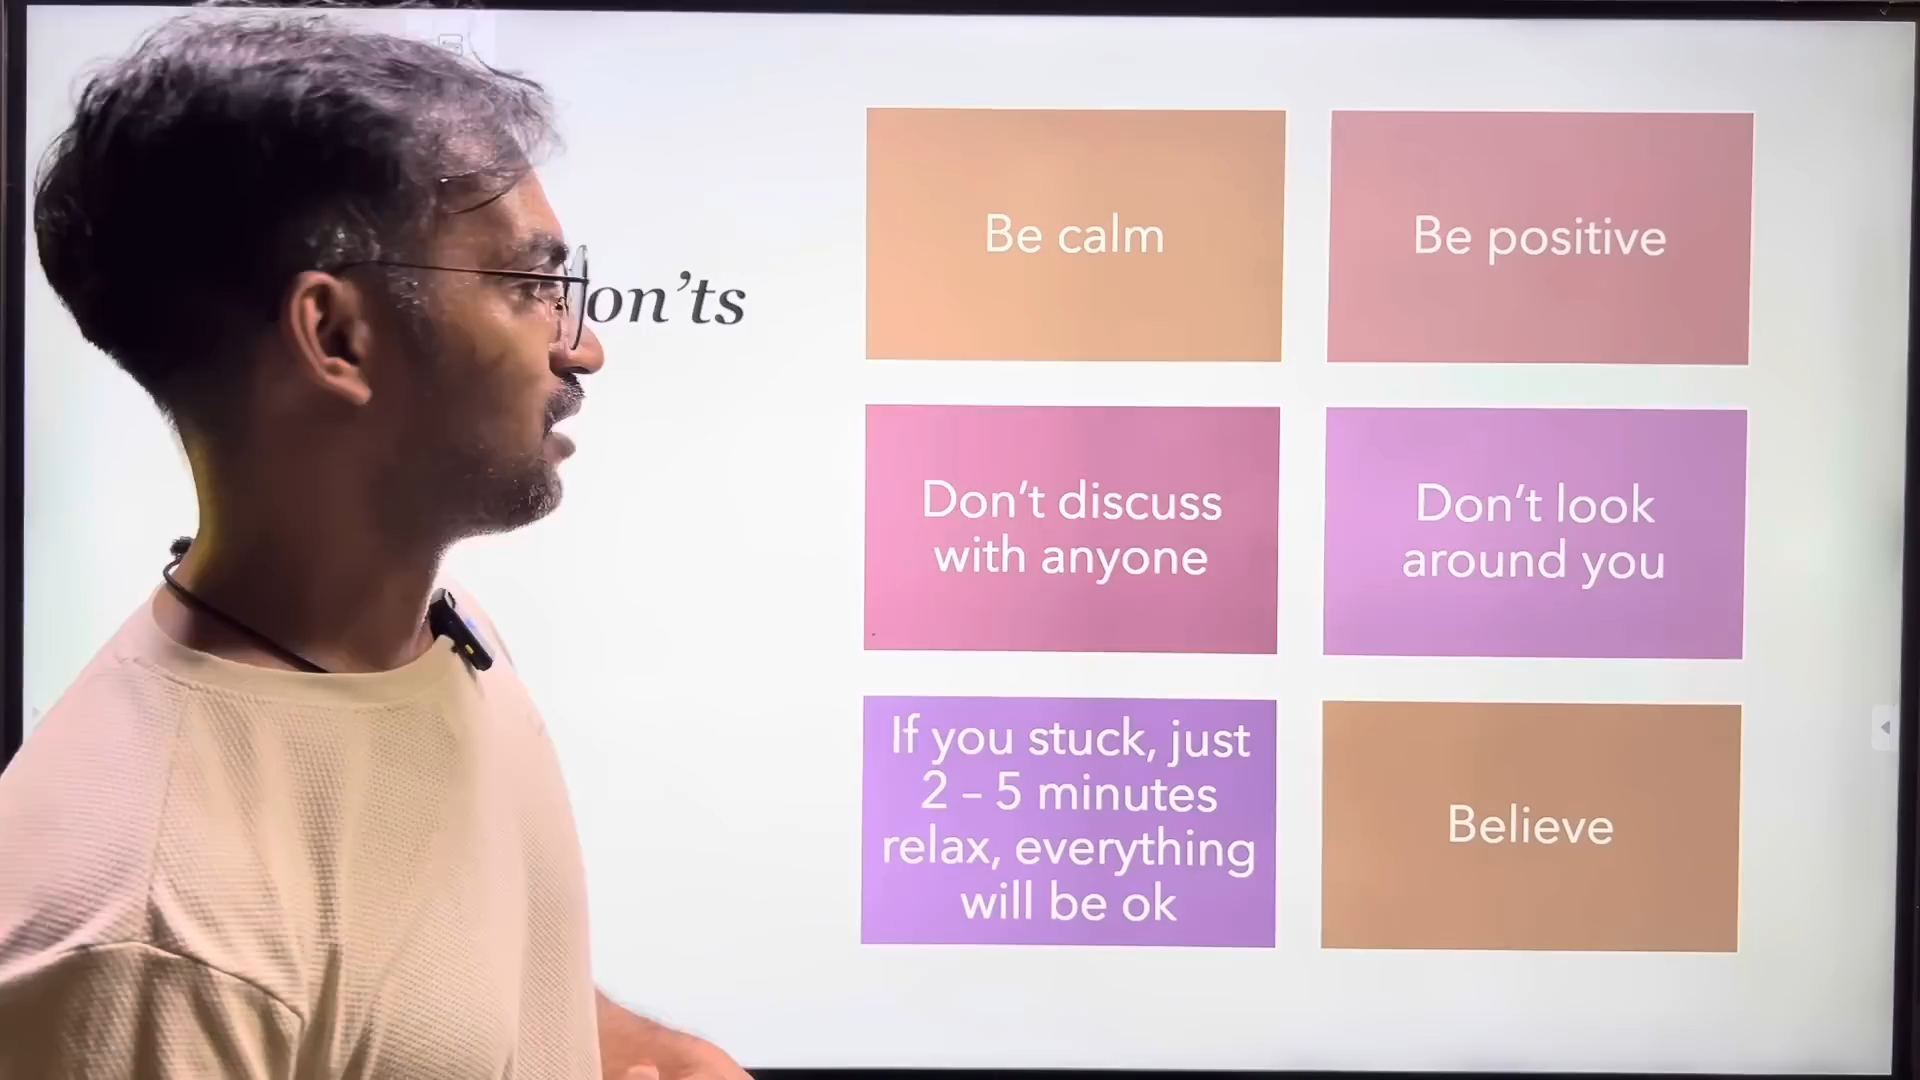 on'ts
Be calm
Be positive
Don't discuss
with anyone
Don't look
around you
If you stuck, just
2 – 5 minutes
relax, everything
will be ok
Believe